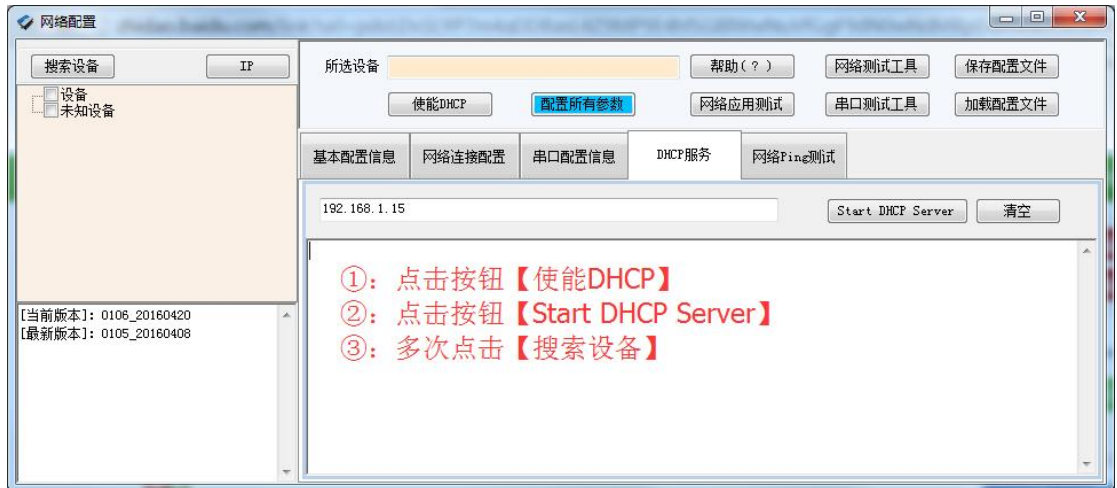 网络配置
搜索设备 IP
设备
未知设备
[当前版本]: 0106_20160420
[最新版本]: 0105_20160408
所选设备 帮助(?) 网络测试工具 保存配置文件
使能DHCP 配置所有参数 网络应用测试 串口测试工具 加载配置文件
基本配置信息 网络连接配置 串口配置信息 DHCP服务 网络Ping测试
192.168.1.15 Start DHCP Server 清空
①：点击按钮【使能DHCP】
②：点击按钮【Start DHCP Server】
③：多次点击【搜索设备】